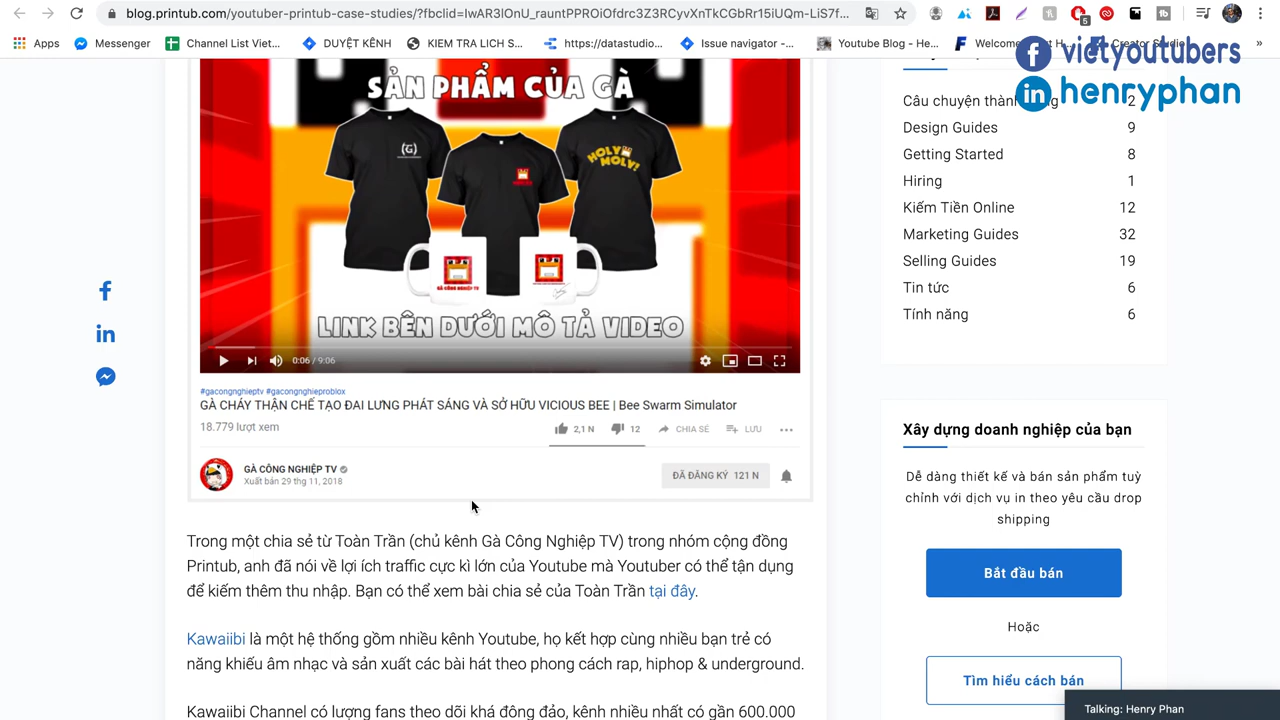 blog.printub.com/youtuber-printub-case-studies/?fbclid=IwAR3lOnU_rauntPPROiOfdrc3Z3RCyvXnTkCGbRr15iUQm-LiS7f...
Apps
Messenger
Channel List Viet...
DUYỆT KÊNH
KIEM TRA LICH S...
https://datastudio...
Issue navigator -...
Youtube Blog - He...
Creator Studio
vietyoutubers
henryphan
SẢN PHẨM CỦA GÀ
(G)
HOLY MOLY!
LINK BÊN DƯỚI MÔ TẢ VIDEO
0:06 / 9:06
#gacongnghieptv #gacongnghieproblox
GÀ CHÁY THẬN CHẾ TẠO ĐAI LƯNG PHÁT SÁNG VÀ SỞ HỮU VICIOUS BEE | Bee Swarm Simulator
18.779 lượt xem
2,1 N
12
CHIA SẺ
LƯU
GÀ CÔNG NGHIỆP TV
Xuất bản 29 thg 11, 2018
ĐÃ ĐĂNG KÝ 121 N
Trong một chia sẻ từ Toàn Trần (chủ kênh Gà Công Nghiệp TV) trong nhóm cộng đồng
Printub, anh đã nói về lợi ích traffic cực kì lớn của Youtube mà Youtuber có thể tận dụng
để kiếm thêm thu nhập. Bạn có thể xem bài chia sẻ của Toàn Trần tại đây.
Kawaiibi là một hệ thống gồm nhiều kênh Youtube, họ kết hợp cùng nhiều bạn trẻ có
năng khiếu âm nhạc và sản xuất các bài hát theo phong cách rap, hiphop & underground.
Kawaiibi Channel có lượng fans theo dõi khá đông đảo, kênh nhiều nhất có gần 600.000
Câu chuyện thành 2
Design Guides 9
Getting Started 8
Hiring 1
Kiếm Tiền Online 12
Marketing Guides 32
Selling Guides 19
Tin tức 6
Tính năng 6
Xây dựng doanh nghiệp của bạn
Dễ dàng thiết kế và bán sản phẩm tuỳ
chỉnh với dịch vụ in theo yêu cầu drop
shipping
Bắt đầu bán
Hoặc
Tìm hiểu cách bán
Talking: Henry Phan